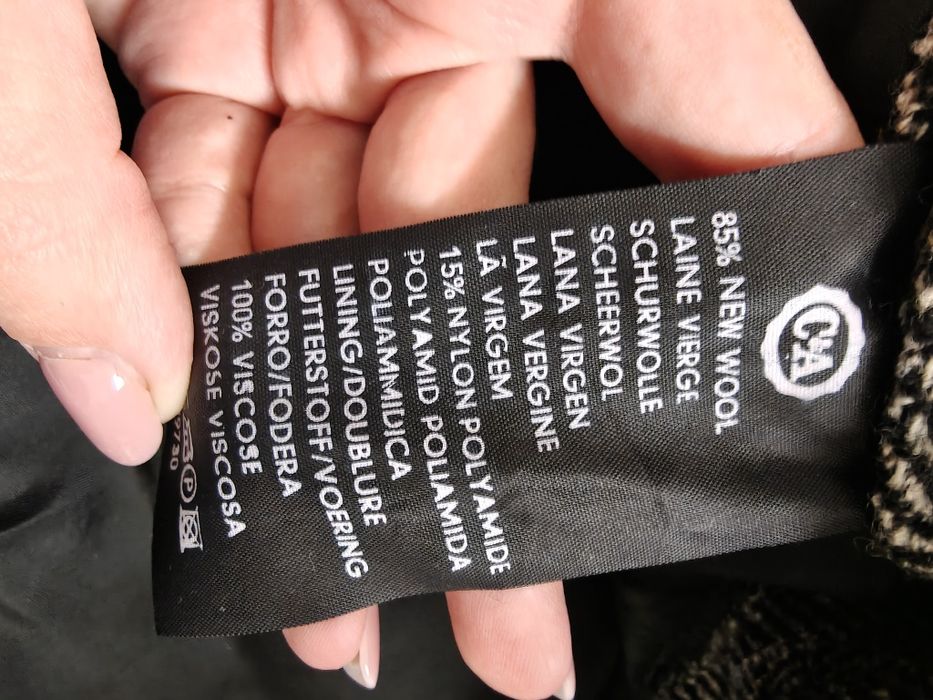 C&A
85% NEW WOOL
LAINE VIERGE
SCHURWOLLE
SCHEERWOL
LANA VIRGEN
LANA VERGINE
LÃ VIRGEM
15% NYLON POLYAMIDE
POLYAMID POLIAMIDA
POLIAMMIDICA
LINING/DOUBLURE
FUTTERSTOFF/VOERING
FORRO/FODERA
100% VISCOSE
VISKOSE VISCOSA
P